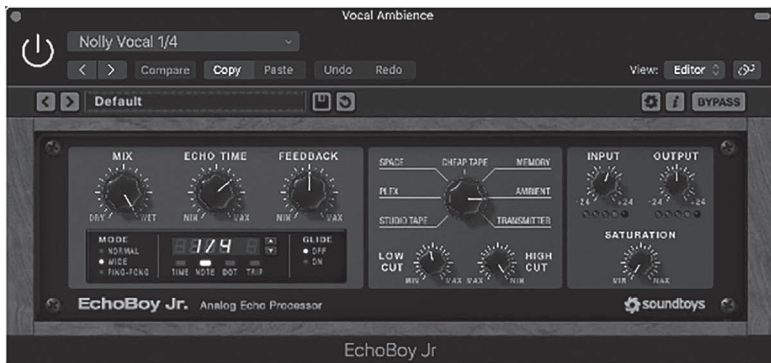 Vocal Ambience
Nolly Vocal 1/4
Compare Copy Paste Undo Redo View: Editor
Default BYPASS
MIX ECHO TIME FEEDBACK
DRY WET MIN MAX MIN MAX
MODE
NORMAL
WIDE
PING-PONG
1/4
TIME NOTE DOT TRIP
GLIDE
OFF
ON
SPACE CHEAP TAPE MEMORY
PLEX AMBIENT
STUDIO TAPE TRANSMITTER
LOW CUT
MIN MAX
HIGH CUT
MAX MIN
INPUT OUTPUT
-24 +24 -24 +24
SATURATION
MIN MAX
EchoBoy Jr. Analog Echo Processor soundtoys
EchoBoy Jr